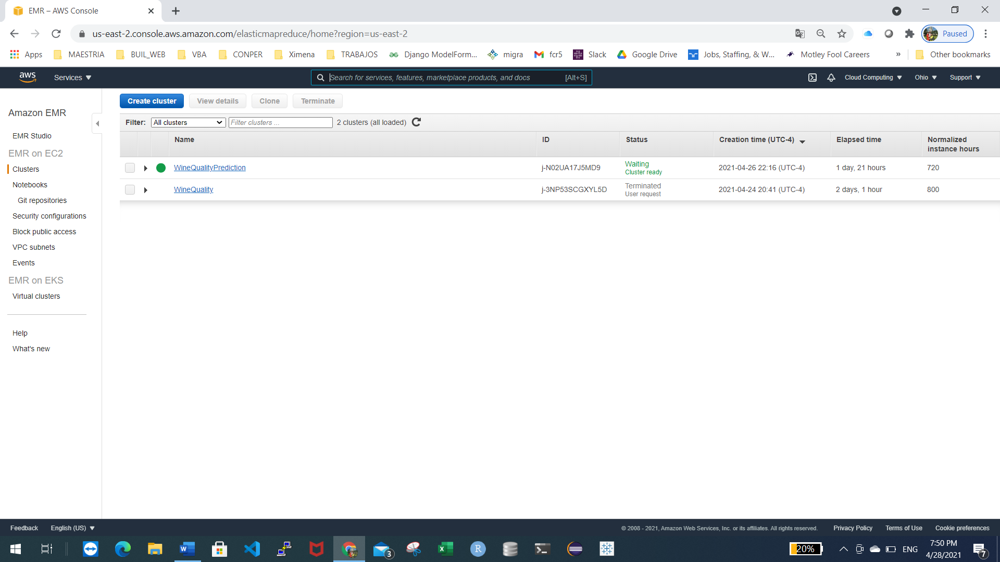 EMR – AWS Console
us-east-2.console.aws.amazon.com/elasticmapreduce/home?region=us-east-2
Paused
Apps MAESTRIA BUIL_WEB VBA CONPER Ximena TRABAJOS Django ModelForm... migra fcr5 Slack Google Drive Jobs, Staffing, & W... Motley Fool Careers » Other bookmarks
aws Services Search for services, features, marketplace products, and docs [Alt+S] Cloud Computing Ohio Support
Amazon EMR
EMR Studio
EMR on EC2
Clusters
Notebooks
Git repositories
Security configurations
Block public access
VPC subnets
Events
EMR on EKS
Virtual clusters
Help
What's new
Create cluster View details Clone Terminate
Filter: All clusters Filter clusters ... 2 clusters (all loaded)
Name ID Status Creation time (UTC-4) Elapsed time Normalized instance hours
WineQualityPrediction j-N02UA17J5MD9 Waiting Cluster ready 2021-04-26 22:16 (UTC-4) 1 day, 21 hours 720
WineQuality j-3NP53SCGXYL5D Terminated User request 2021-04-24 20:41 (UTC-4) 2 days, 1 hour 800
Feedback English (US) © 2008 - 2021, Amazon Web Services, Inc. or its affiliates. All rights reserved. Privacy Policy Terms of Use Cookie preferences
W 3 X R 20% ENG 7:50 PM
4/28/2021 7